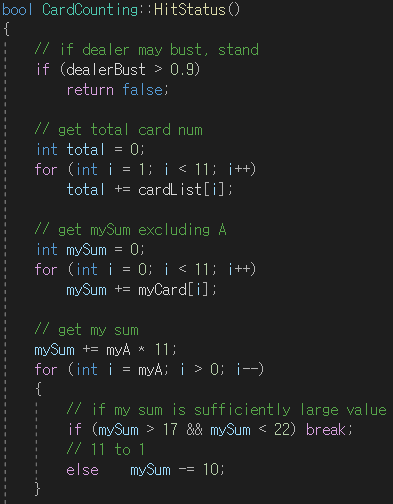 bool CardCounting::HitStatus()
{
// if dealer may bust, stand
if (dealerBust > 0.9)
return false;
// get total card num
int total = 0;
for (int i = 1; i < 11; i++)
total += cardList[i];
// get mySum excluding A
int mySum = 0;
for (int i = 0; i < 11; i++)
mySum += myCard[i];
// get my sum
mySum += myA * 11;
for (int i = myA; i > 0; i--)
{
// if my sum is sufficiently large value
if (mySum > 17 && mySum < 22) break;
// 11 to 1
else mySum -= 10;
}